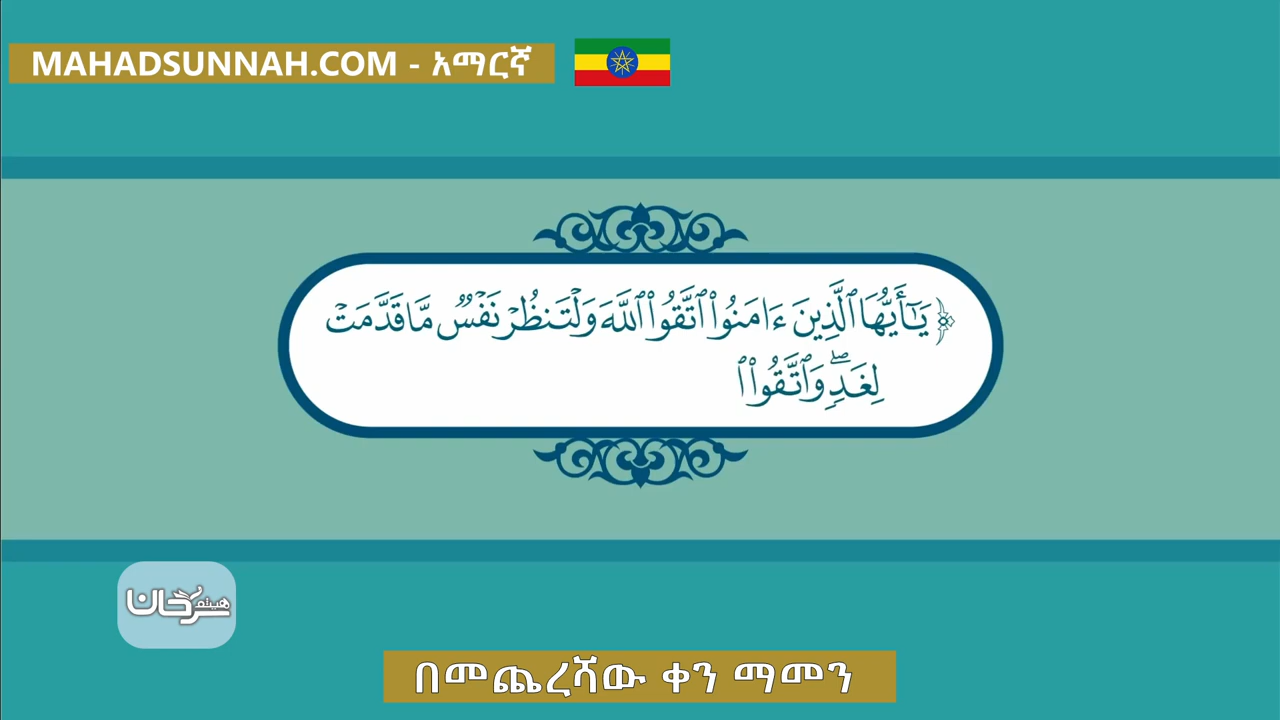 MAHADSUNNAH.COM - አማርኛ
﴿يَٰٓأَيُّهَا ٱلَّذِينَ ءَامَنُوا۟ ٱتَّقُوا۟ ٱللَّهَ وَلْتَنظُرْ نَفْسٌ مَّا قَدَّمَتْ
لِغَدٍۖ وَٱتَّقُوا۟ ٱ
هيثم
سرحان
በመጨረሻው ቀን ማመን